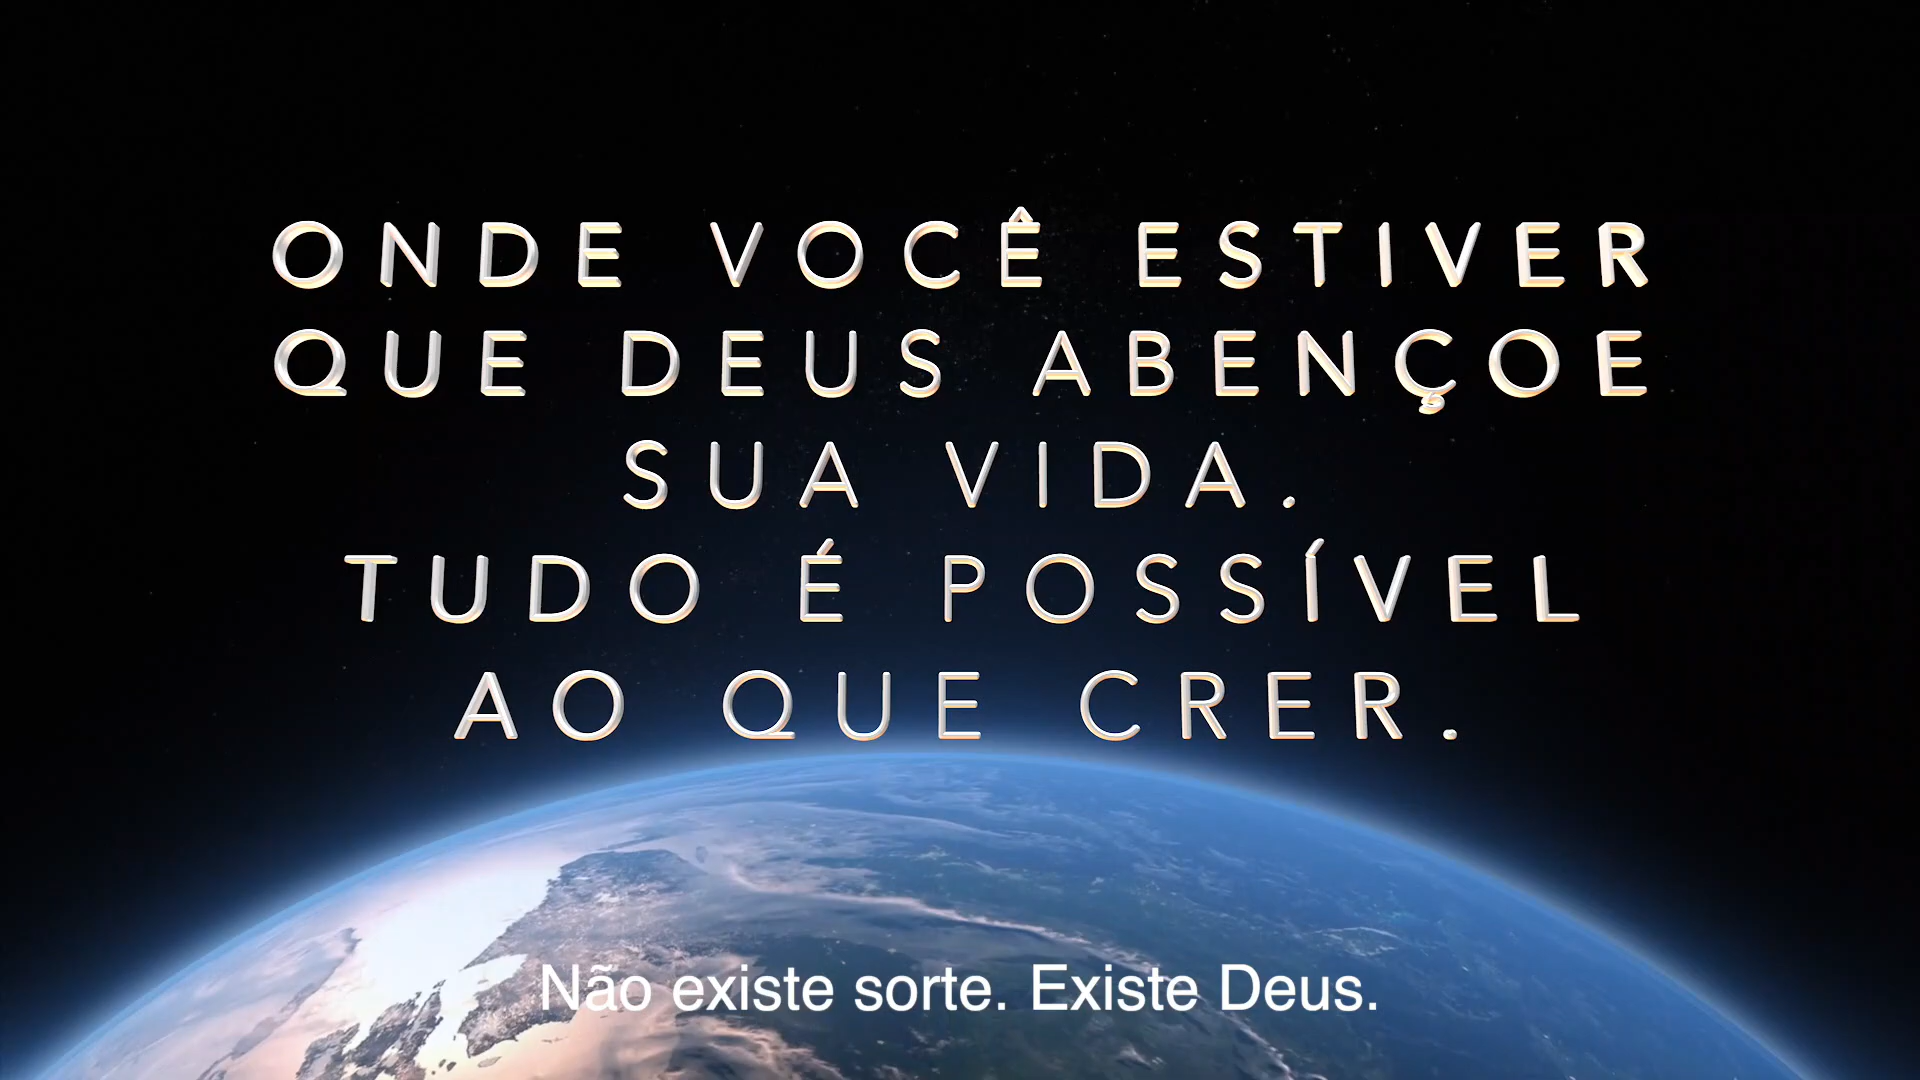 ONDE VOCÊ ESTIVER
QUE DEUS ABENÇOE
SUA VIDA.
TUDO É POSSÍVEL
AO QUE CRER.
Não existe sorte. Existe Deus.